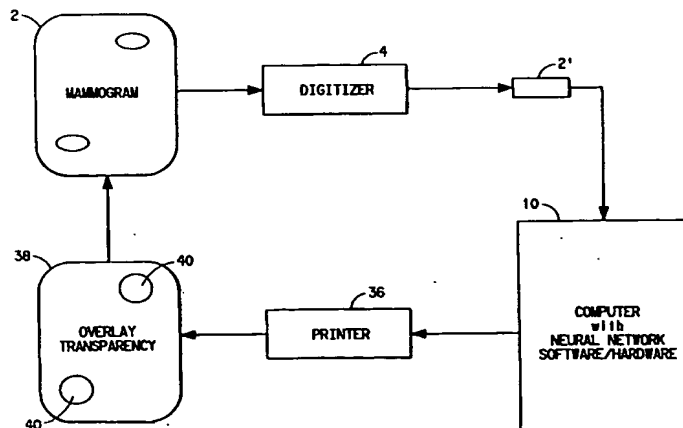 2
MAMMOGRAM
4
DIGITIZER
2'
10
COMPUTER
with
NEURAL NETWORK
SOFTWARE/HARDWARE
36
PRINTER
38
40
OVERLAY
TRANSPARENCY
40